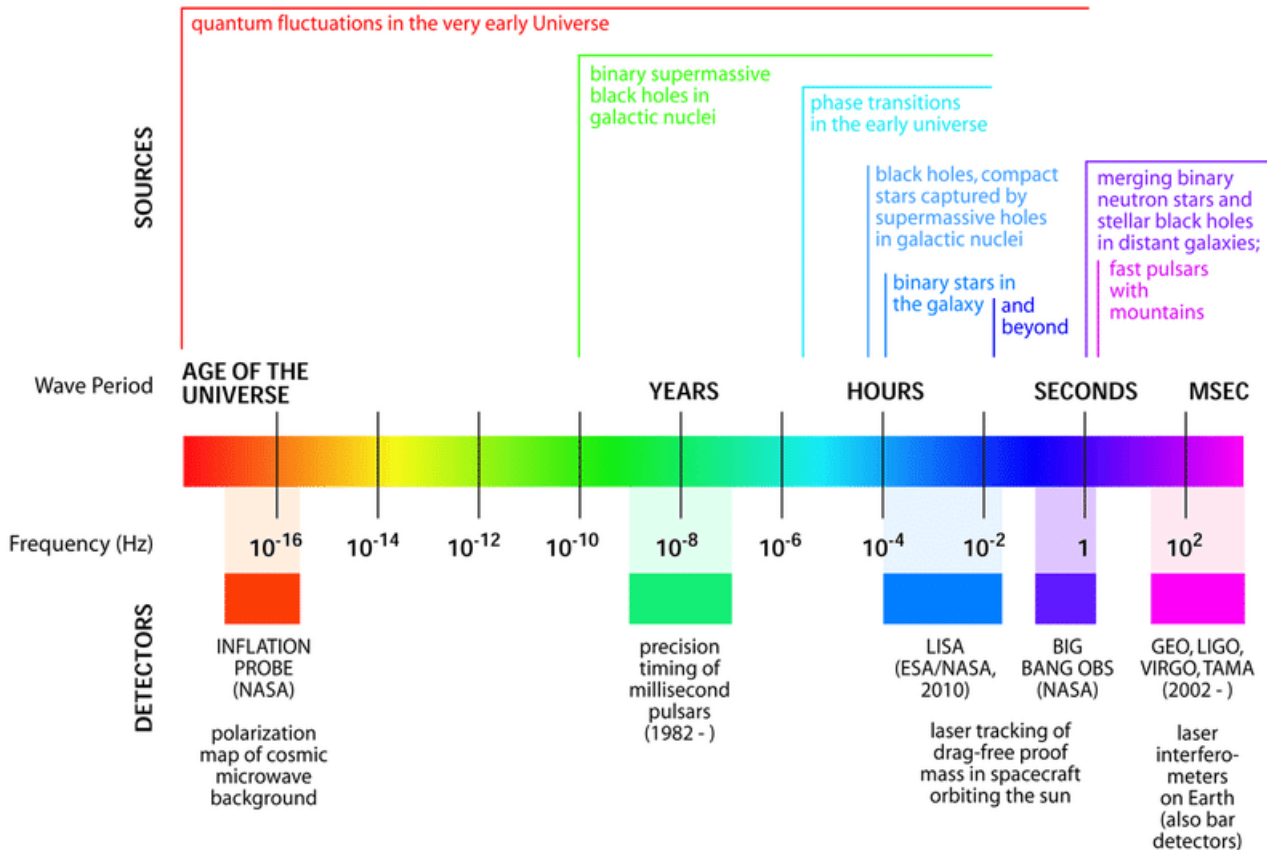 quantum fluctuations in the very early Universe
binary supermassive
black holes in
galactic nuclei
phase transitions
in the early universe
black holes, compact
stars captured by
supermassive holes
in galactic nuclei
merging binary
neutron stars and
stellar black holes
in distant galaxies;
binary stars in
the galaxy
and
beyond
fast pulsars
with
mountains
SOURCES
Wave Period
AGE OF THE
UNIVERSE
YEARS
HOURS
SECONDS
MSEC
Frequency (Hz)
10⁻¹⁶
10⁻¹⁴
10⁻¹²
10⁻¹⁰
10⁻⁸
10⁻⁶
10⁻⁴
10⁻²
1
10²
DETECTORS
INFLATION
PROBE
(NASA)
polarization
map of cosmic
microwave
background
precision
timing of
millisecond
pulsars
(1982 - )
LISA
(ESA/NASA,
2010)
BIG
BANG OBS
(NASA)
laser tracking of
drag-free proof
mass in spacecraft
orbiting the sun
GEO, LIGO,
VIRGO, TAMA
(2002 - )
laser
interfero-
meters
on Earth
(also bar
detectors)